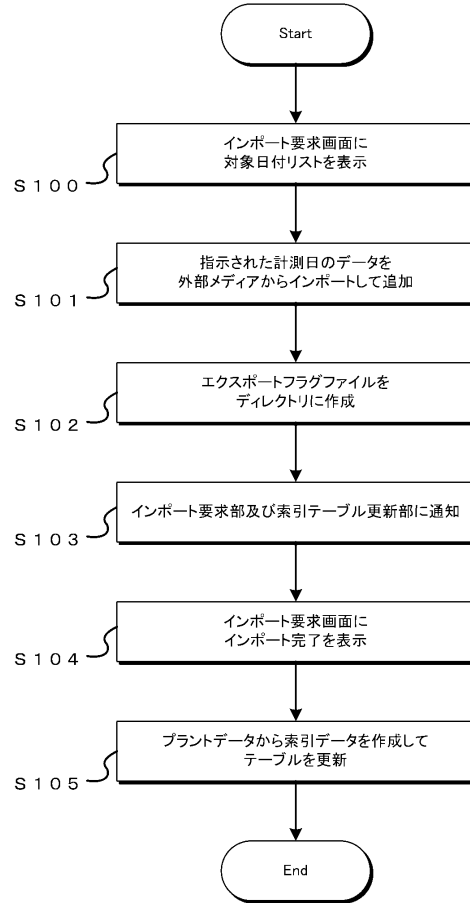 Start
インポート要求画面に
対象日付リストを表示
Ｓ１００
指示された計測日のデータを
外部メディアからインポートして追加
Ｓ１０１
エクスポートフラグファイルを
ディレクトリに作成
Ｓ１０２
インポート要求部及び索引テーブル更新部に通知
Ｓ１０３
インポート要求画面に
インポート完了を表示
Ｓ１０４
プラントデータから索引データを作成して
テーブルを更新
Ｓ１０５
End